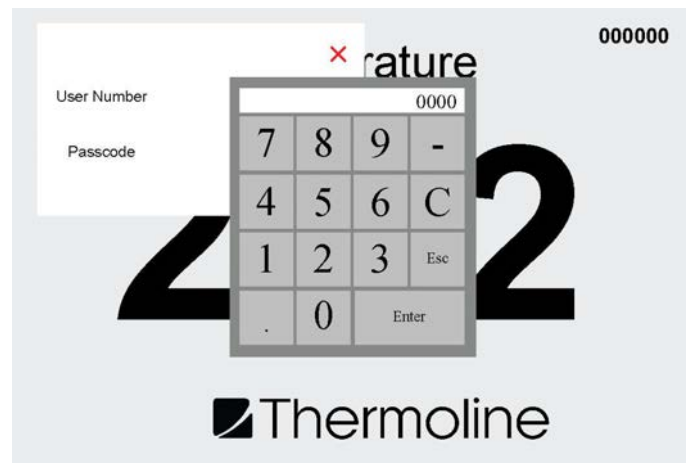 000000
rature
User Number
Passcode
0000
7 8 9 -
4 5 6 C
1 2 3 Esc
. 0 Enter
2
Thermoline